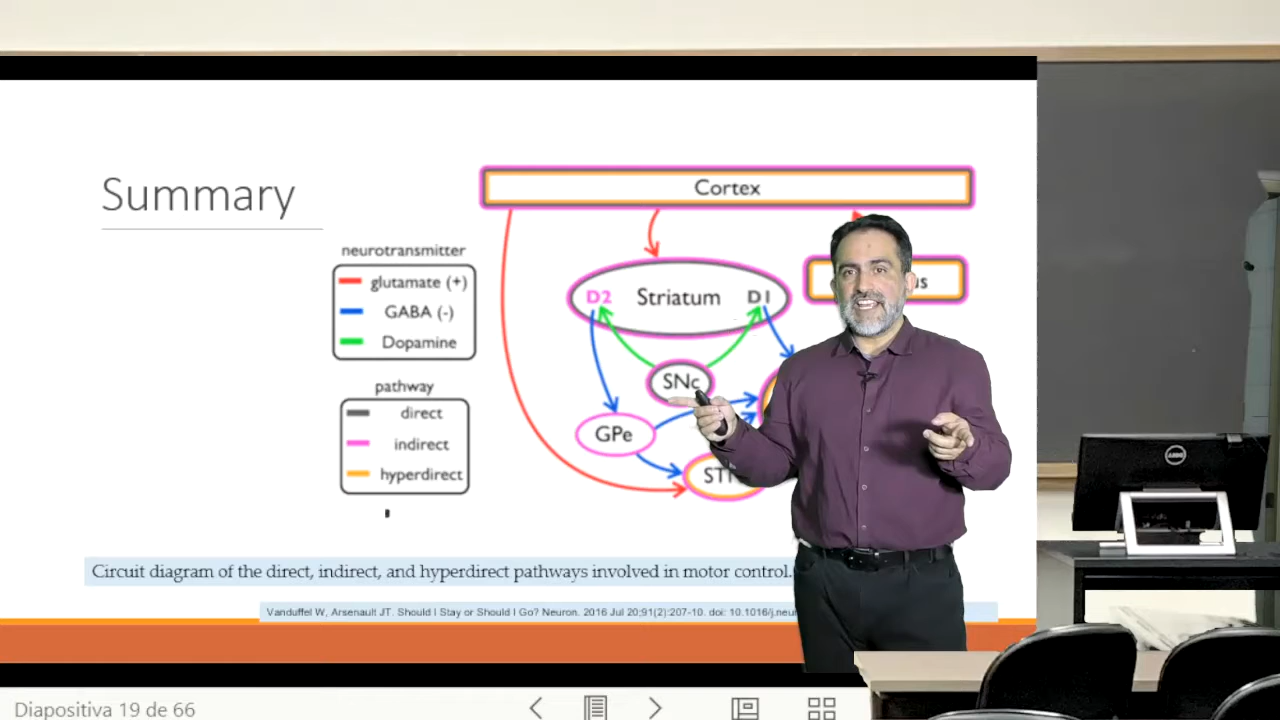 Summary
Cortex
neurotransmitter
glutamate (+)
GABA (-)
Dopamine
D2 Striatum D1
SNc
pathway
direct
indirect
hyperdirect
GPe
Circuit diagram of the direct, indirect, and hyperdirect pathways involved in motor control.
Vanduffel W, Arsenault JT. Should I Stay or Should I Go? Neuron. 2016 Jul 20;91(2):207-10. doi: 10.1016/j.neur
Diapositiva 19 de 66
DELL